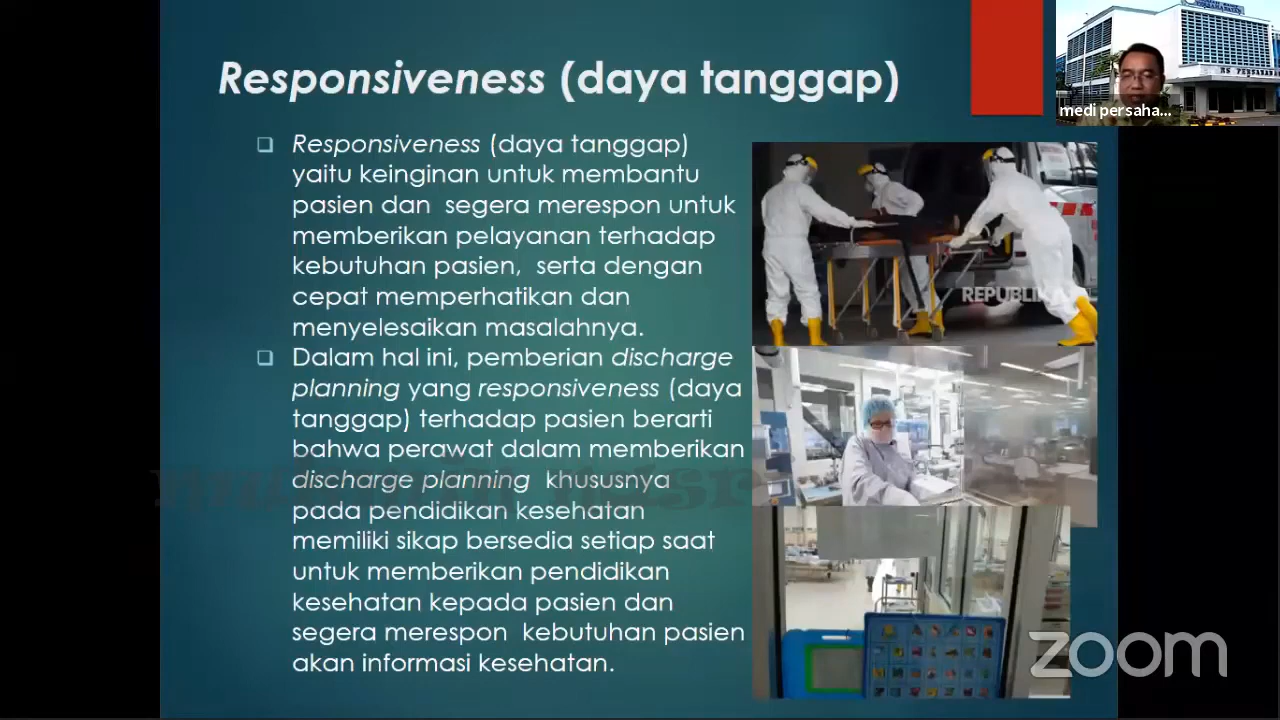 Responsiveness (daya tanggap)
Responsiveness (daya tanggap)
yaitu keinginan untuk membantu
pasien dan segera merespon untuk
memberikan pelayanan terhadap
kebutuhan pasien, serta dengan
cepat memperhatikan dan
menyelesaikan masalahnya.
Dalam hal ini, pemberian discharge
planning yang responsiveness (daya
tanggap) terhadap pasien berarti
bahwa perawat dalam memberikan
discharge planning khususnya
pada pendidikan kesehatan
memiliki sikap bersedia setiap saat
untuk memberikan pendidikan
kesehatan kepada pasien dan
segera merespon kebutuhan pasien
akan informasi kesehatan.
medi persaha...
zoom